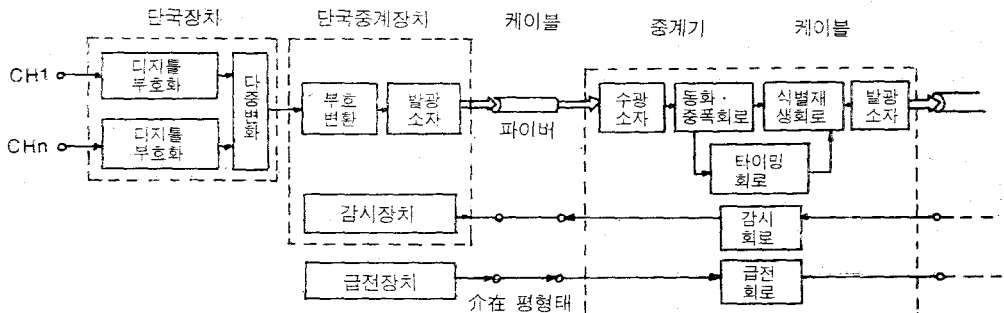 단국장치 단국중계장치 케이블 중계기 케이블
CH1
디지틀
부호화
CHn
디지틀
부호화
다
중
변
화
부호
변환
발광
소자
파이버
수광
소자
동화·
중폭회로
식별재
생회로
발광
소자
타이밍
회로
감시장치
감시
회로
급전장치
介在 평형태
급전
회로